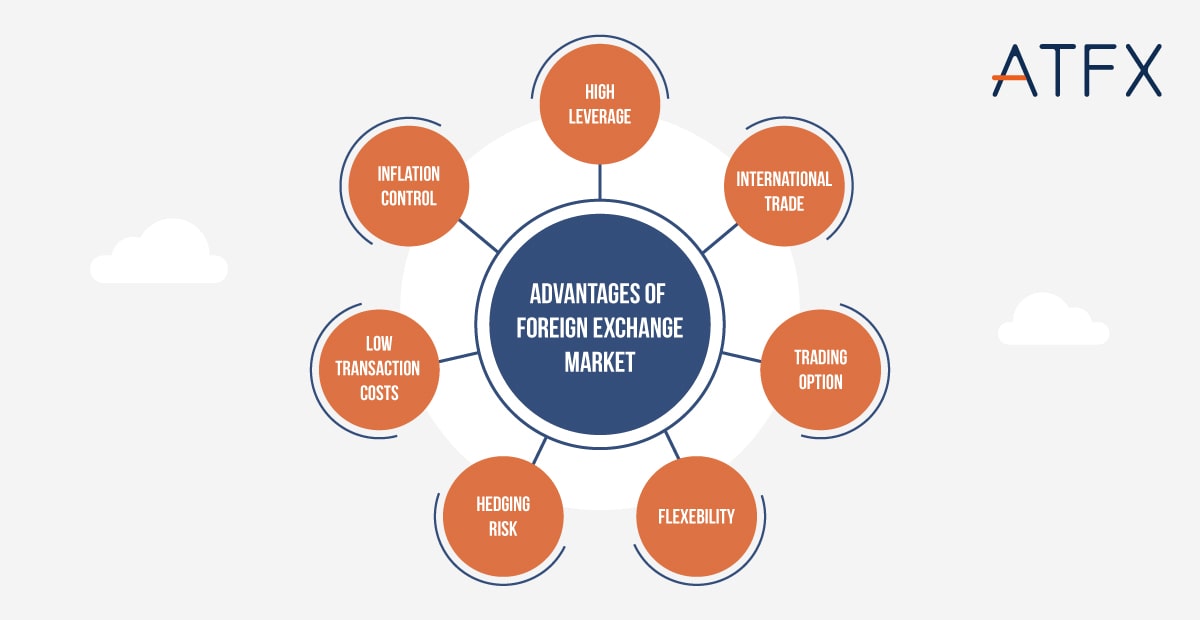 ATFX
ADVANTAGES OF
FOREIGN EXCHANGE
MARKET
HIGH
LEVERAGE
INTERNATIONAL
TRADE
TRADING
OPTION
FLEXEBILITY
HEDGING
RISK
LOW
TRANSACTION
COSTS
INFLATION
CONTROL